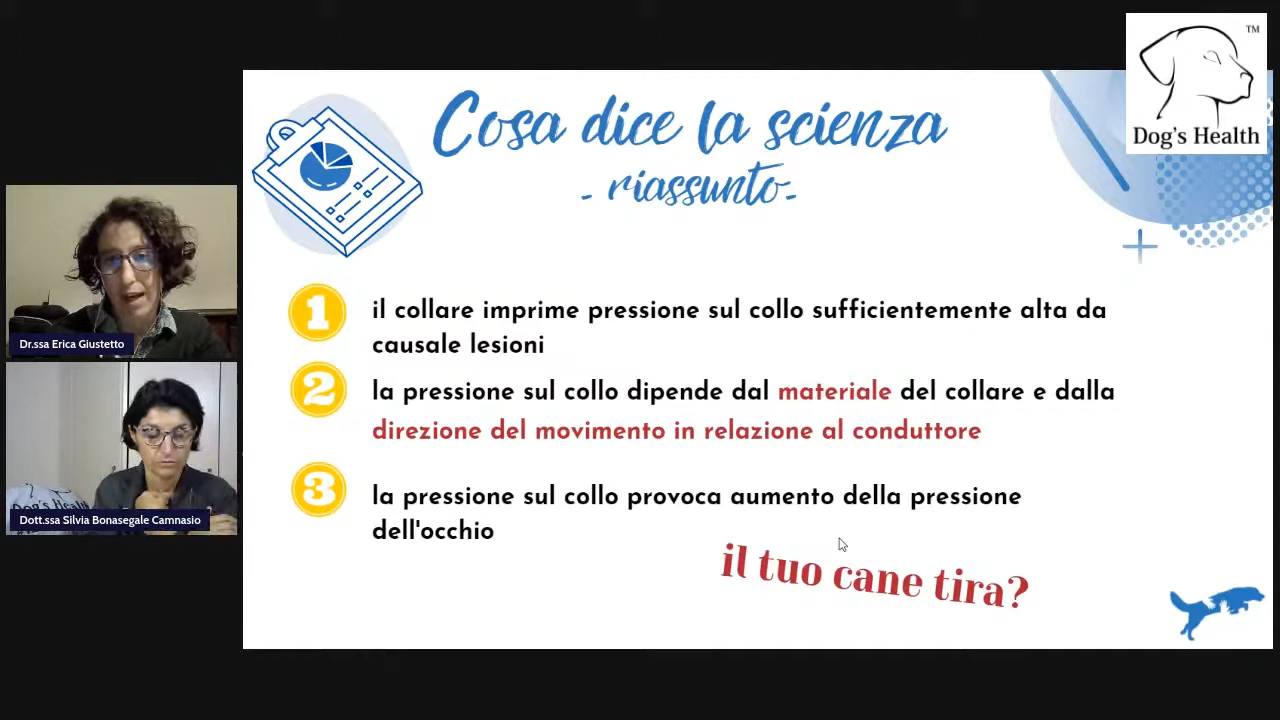 Cosa dice la scienza
- riassunto-
TM
Dog's Health
1 il collare imprime pressione sul collo sufficientemente alta da
causale lesioni
2 la pressione sul collo dipende dal materiale del collare e dalla
direzione del movimento in relazione al conduttore
3 la pressione sul collo provoca aumento della pressione
dell'occhio
il tuo cane tira?
Dr.ssa Erica Giustetto
Dog's Health
Dott.ssa Silvia Bonasegale Camnasio